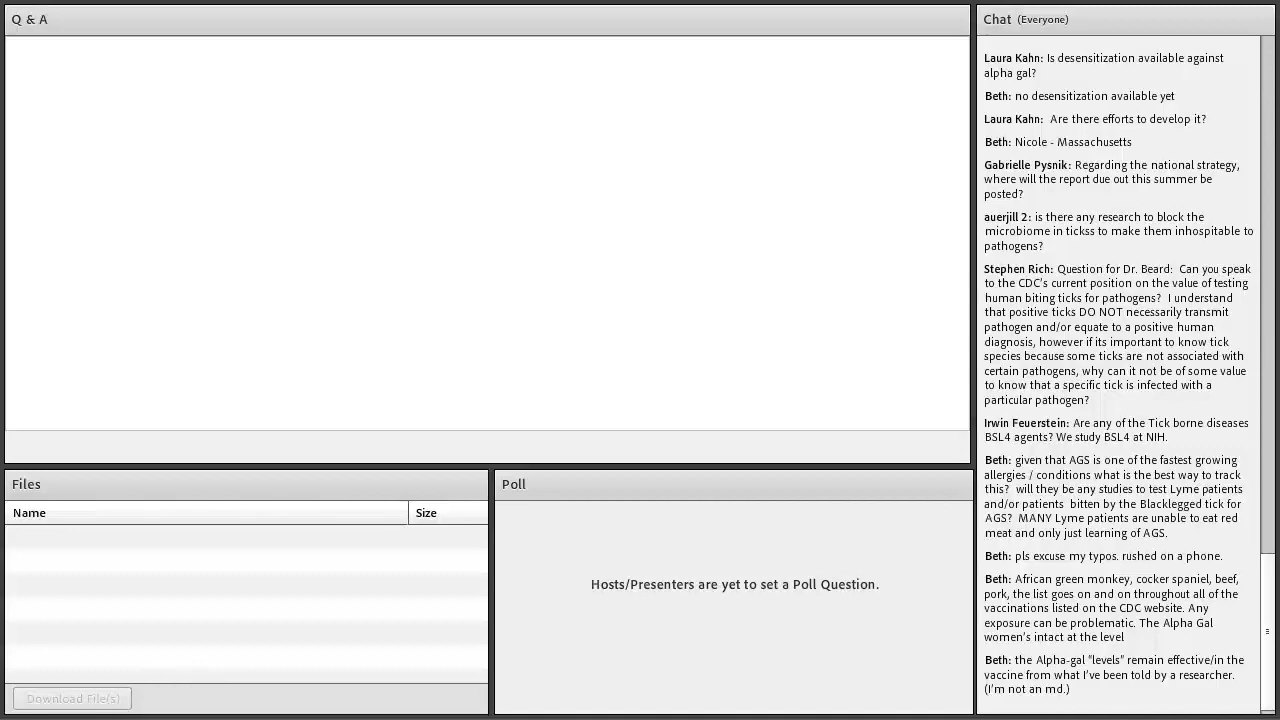 Q & A
Files
Name
Size
Download File(s)
Poll
Hosts/Presenters are yet to set a Poll Question.
Chat (Everyone)
Laura Kahn: Is desensitization available against
alpha gal?
Beth: no desensitization available yet
Laura Kahn: Are there efforts to develop it?
Beth: Nicole - Massachusetts
Gabrielle Pysnik: Regarding the national strategy,
where will the report due out this summer be
posted?
auerjill 2: is there any research to block the
microbiome in tickss to make them inhospitable to
pathogens?
Stephen Rich: Question for Dr. Beard: Can you speak
to the CDC's current position on the value of testing
human biting ticks for pathogens? I understand
that positive ticks DO NOT necessarily transmit
pathogen and/or equate to a positive human
diagnosis, however if its important to know tick
species because some ticks are not associated with
certain pathogens, why can it not be of some value
to know that a specific tick is infected with a
particular pathogen?
Irwin Feuerstein: Are any of the Tick borne diseases
BSL4 agents? We study BSL4 at NIH.
Beth: given that AGS is one of the fastest growing
allergies / conditions what is the best way to track
this? will they be any studies to test Lyme patients
and/or patients bitten by the Blacklegged tick for
AGS? MANY Lyme patients are unable to eat red
meat and only just learning of AGS.
Beth: pls excuse my typos. rushed on a phone.
Beth: African green monkey, cocker spaniel, beef,
pork, the list goes on and on throughout all of the
vaccinations listed on the CDC website. Any
exposure can be problematic. The Alpha Gal
women's intact at the level
Beth: the Alpha-gal "levels" remain effective/in the
vaccine from what I've been told by a researcher.
(I'm not an md.)